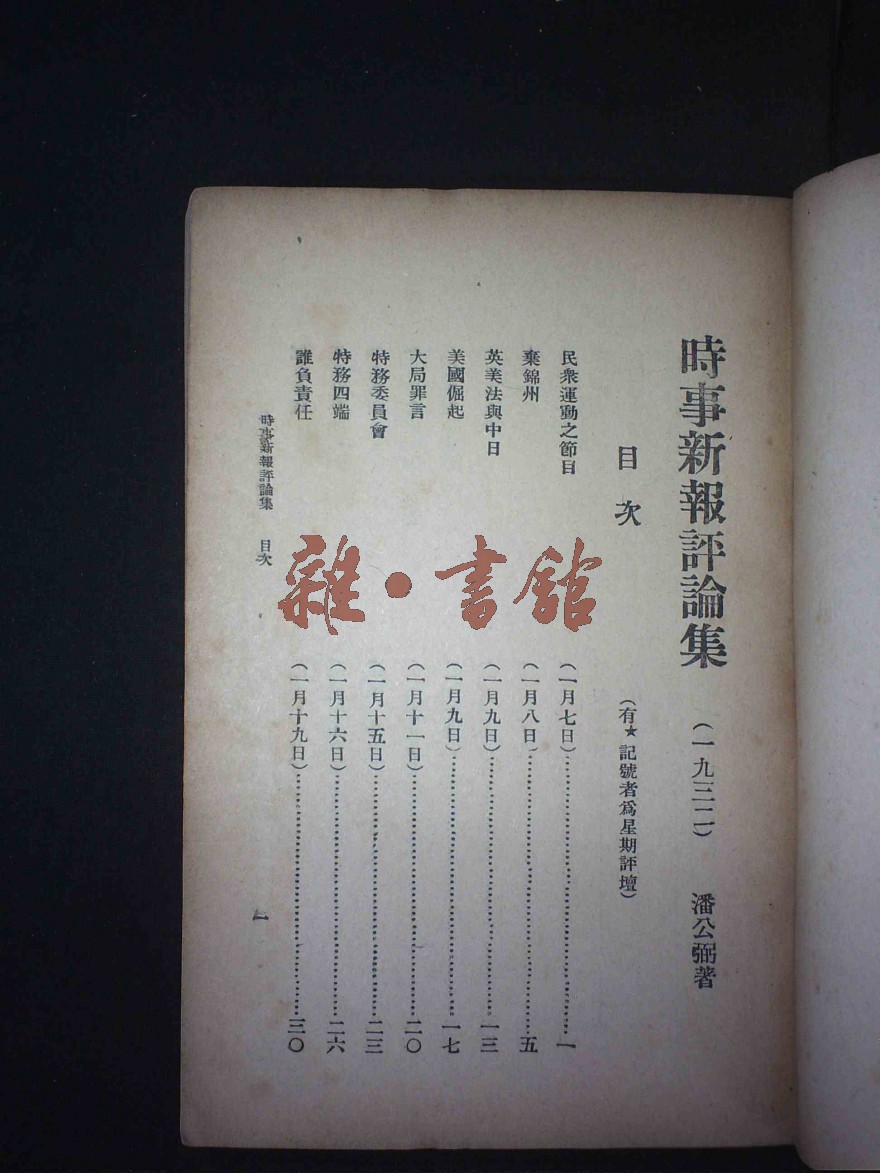 時事新報評論集 (一九三二) 潘公弼著
目次 (有★記號者爲星期評壇)
民衆運動之節目 (一月七日)……一
棄錦州 (一月八日)……五
英美法與中日 (一月九日)……一三
美國倔起 (一月九日)……一七
大局罪言 (一月十一日)……二〇
特務委員會 (一月十五日)……二三
特務四端 (一月十六日)……二六
誰負責任 (一月十九日)……三〇
時事新報評論集 目次
一
雜·書館